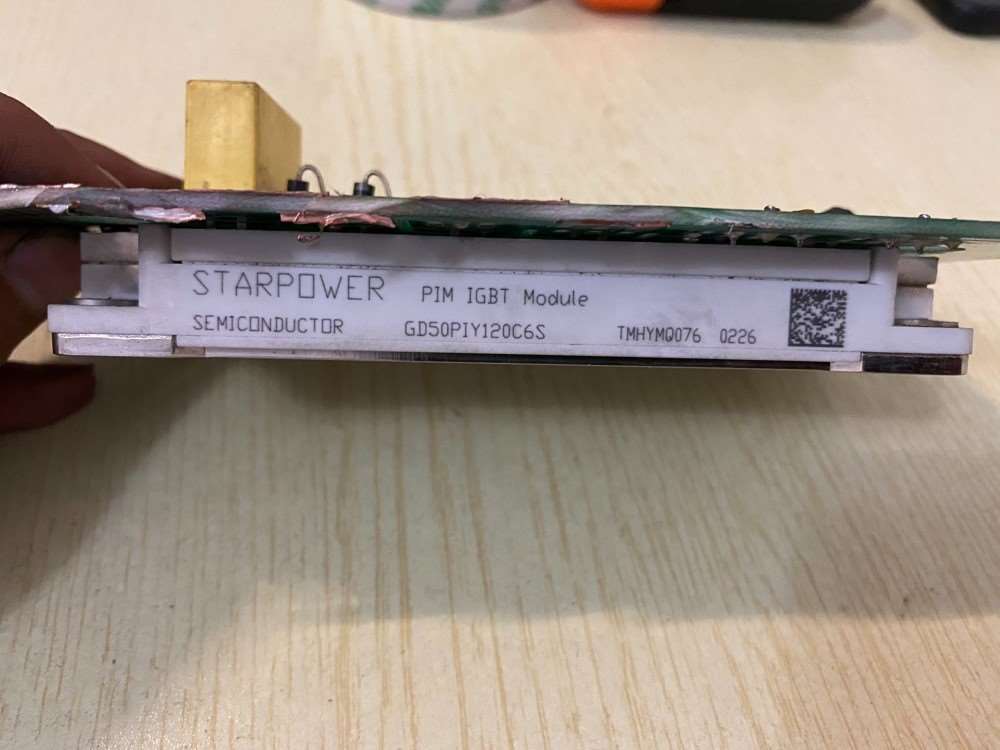 STARPOWER PIM IGBT Module
SEMICONDUCTOR GD50PIY120C6S TMHYMQ076 0226